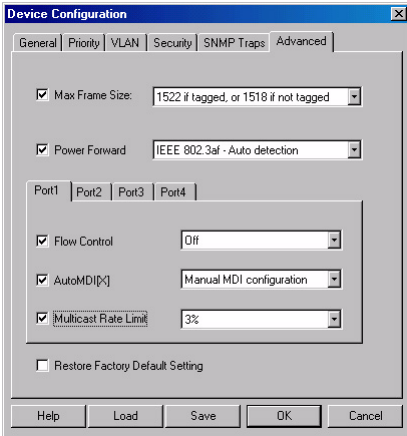 Device Configuration
General Priority VLAN Security SNMP Traps Advanced
Max Frame Size: 1522 if tagged, or 1518 if not tagged
Power Forward IEEE 802.3af - Auto detection
Port1 Port2 Port3 Port4
Flow Control Off
AutoMDI[X] Manual MDI configuration
Multicast Rate Limit 3%
Restore Factory Default Setting
Help Load Save OK Cancel